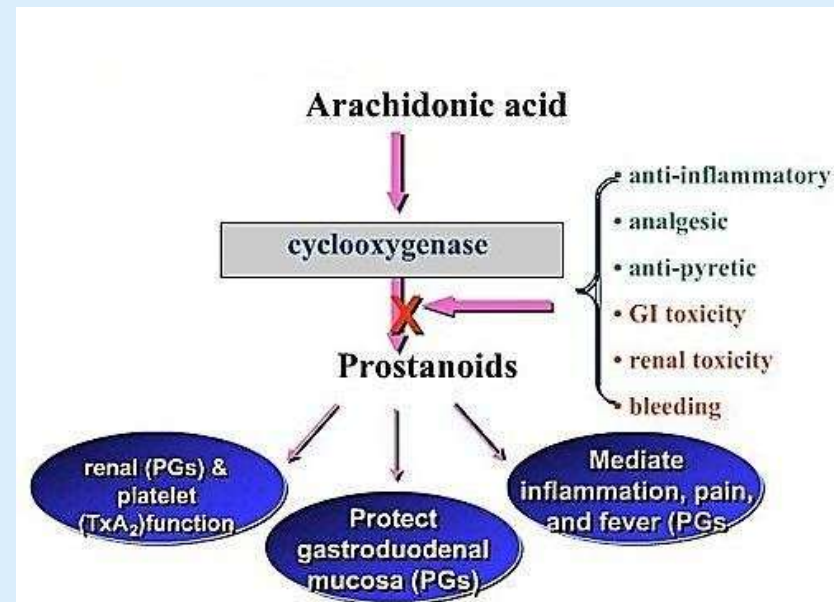 Arachidonic acid
cyclooxygenase
X
Prostanoids
• anti-inflammatory
• analgesic
• anti-pyretic
• GI toxicity
• renal toxicity
• bleeding
renal (PGs) &
platelet
(TxA₂)function
Protect
gastroduodenal
mucosa (PGs)
Mediate
inflammation, pain,
and fever (PGs